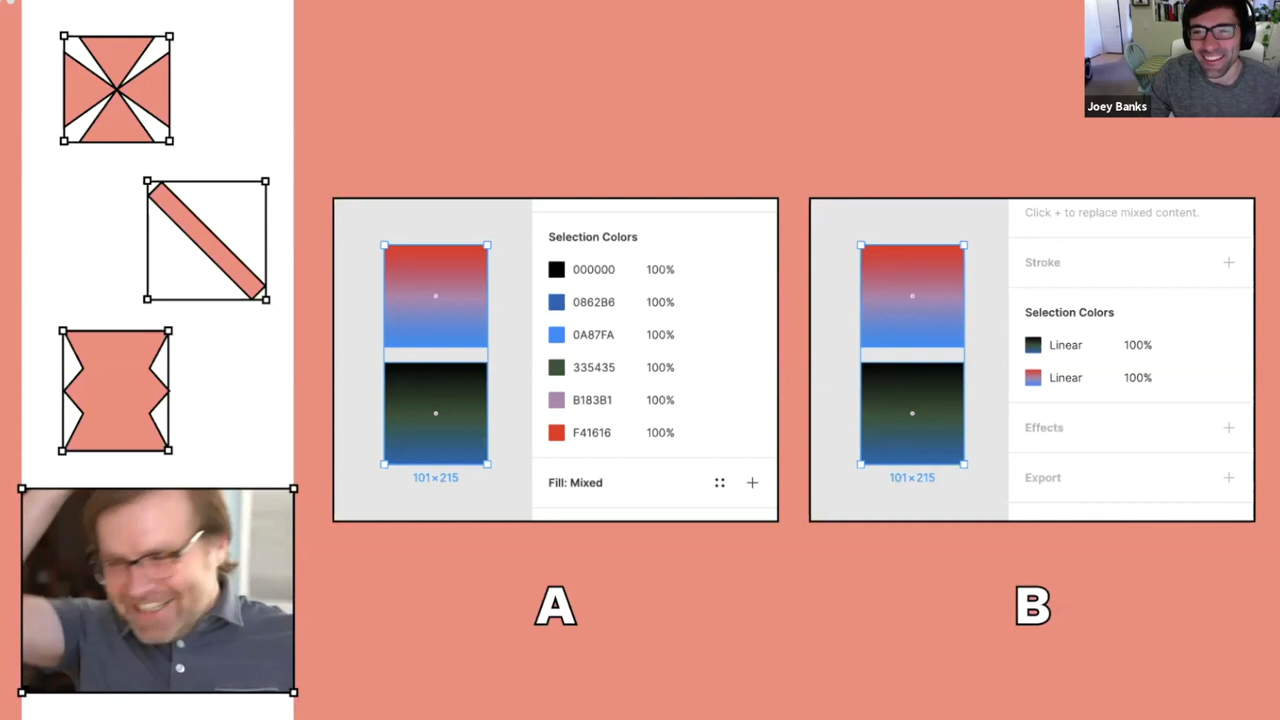 Joey Banks
Selection Colors
000000 100%
0862B6 100%
0A87FA 100%
335435 100%
B183B1 100%
F41616 100%
Fill: Mixed
101×215
A
Click + to replace mixed content.
Stroke
Selection Colors
Linear 100%
Linear 100%
Effects
Export
101×215
B